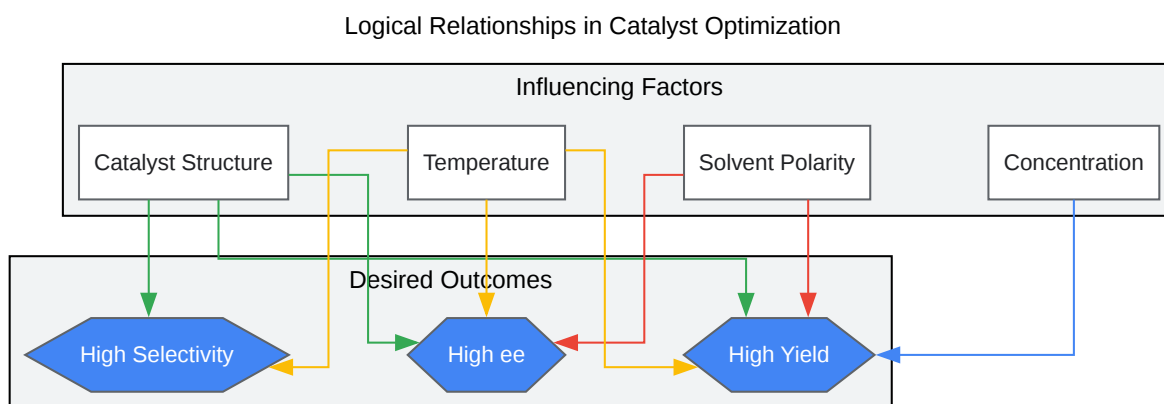 Logical Relationships in Catalyst Optimization
Influencing Factors
Catalyst Structure
Temperature
Solvent Polarity
Concentration
Desired Outcomes
High Selectivity
High ee
High Yield